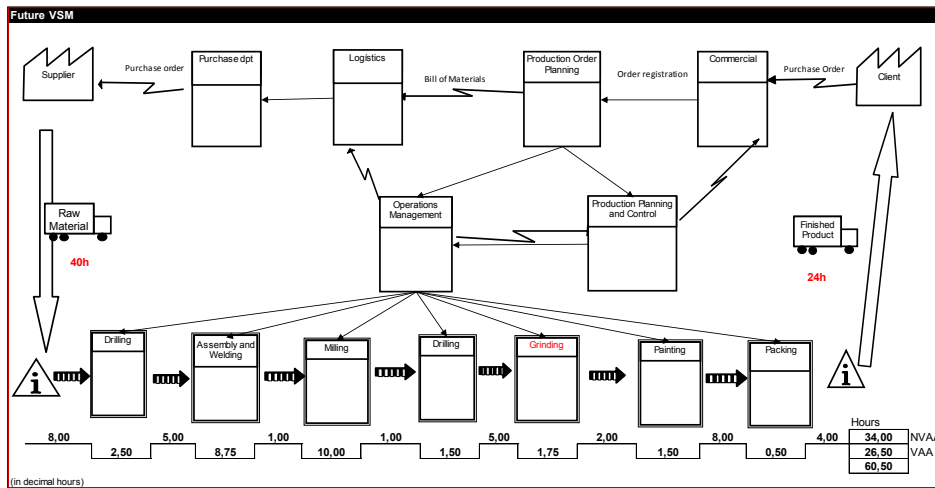 Future VSM
Supplier
Purchase order
Purchase dpt
Logistics
Bill of Materials
Production Order
Planning
Order registration
Commercial
Purchase Order
Client
Raw
Material
40h
Operations
Management
Production Planning
and Control
Finished
Product
24h
Drilling
Assembly and
Welding
Milling
Drilling
Grinding
Painting
Packing
i
i
Hours
8,00 5,00 1,00 1,00 5,00 2,00 8,00 4,00 34,00 NVAA
2,50 8,75 10,00 1,50 1,75 1,50 0,50 26,50 VAA
60,50
(in decimal hours)